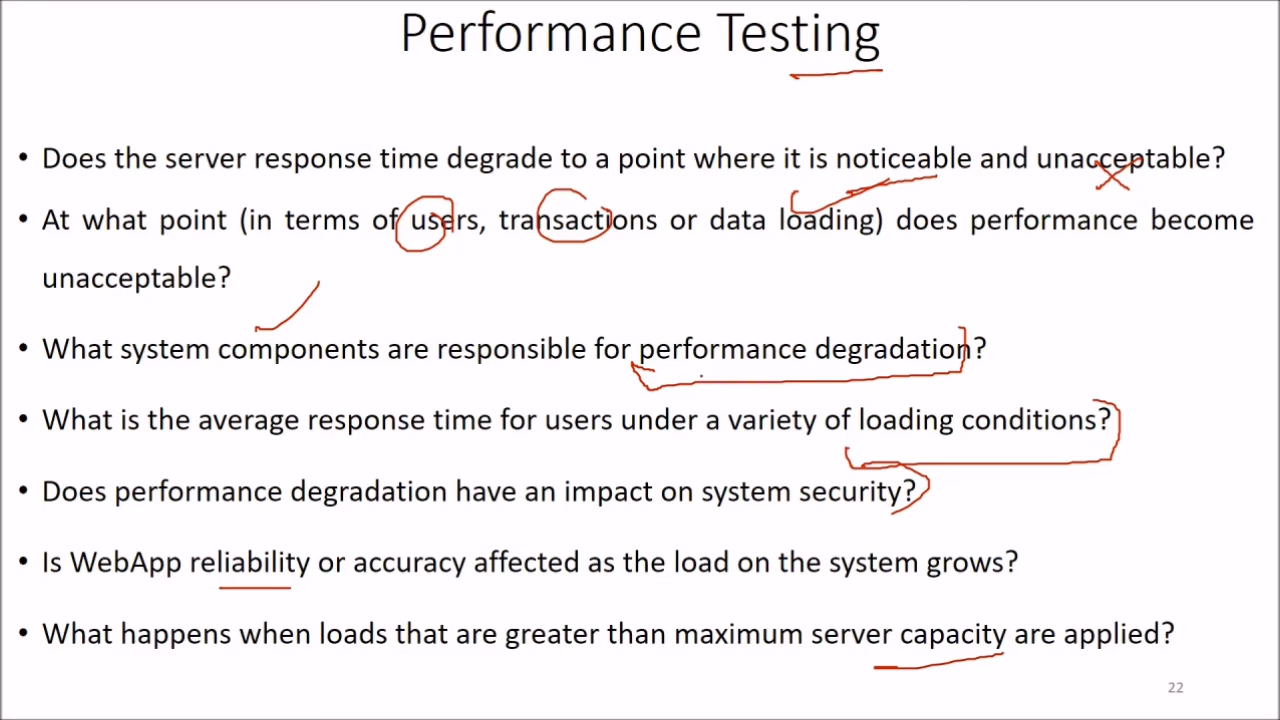 Performance Testing
• Does the server response time degrade to a point where it is noticeable and unacceptable?
• At what point (in terms of users, transactions or data loading) does performance become
unacceptable?
• What system components are responsible for performance degradation?
• What is the average response time for users under a variety of loading conditions?
• Does performance degradation have an impact on system security?
• Is WebApp reliability or accuracy affected as the load on the system grows?
• What happens when loads that are greater than maximum server capacity are applied?
22